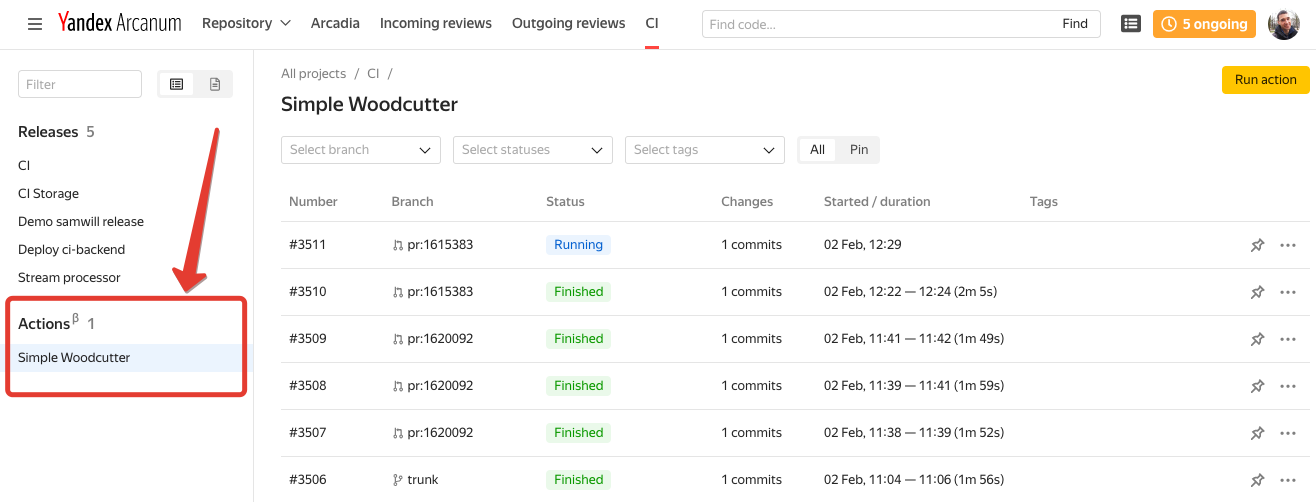 Yandex Arcanum Repository Arcadia Incoming reviews Outgoing reviews CI Find code... Find 5 ongoing
Filter
Releases 5
CI
CI Storage
Demo samwill release
Deploy ci-backend
Stream processor
Actions β 1
Simple Woodcutter
All projects / CI /
Run action
Simple Woodcutter
Select branch Select statuses Select tags All Pin
Number Branch Status Changes Started / duration Tags
#3511 pr:1615383 Running 1 commits 02 Feb, 12:29
#3510 pr:1615383 Finished 1 commits 02 Feb, 12:22 — 12:24 (2m 5s)
#3509 pr:1620092 Finished 1 commits 02 Feb, 11:41 — 11:42 (1m 49s)
#3508 pr:1620092 Finished 1 commits 02 Feb, 11:39 — 11:41 (1m 59s)
#3507 pr:1620092 Finished 1 commits 02 Feb, 11:38 — 11:39 (1m 52s)
#3506 trunk Finished 1 commits 02 Feb, 11:04 — 11:06 (1m 56s)